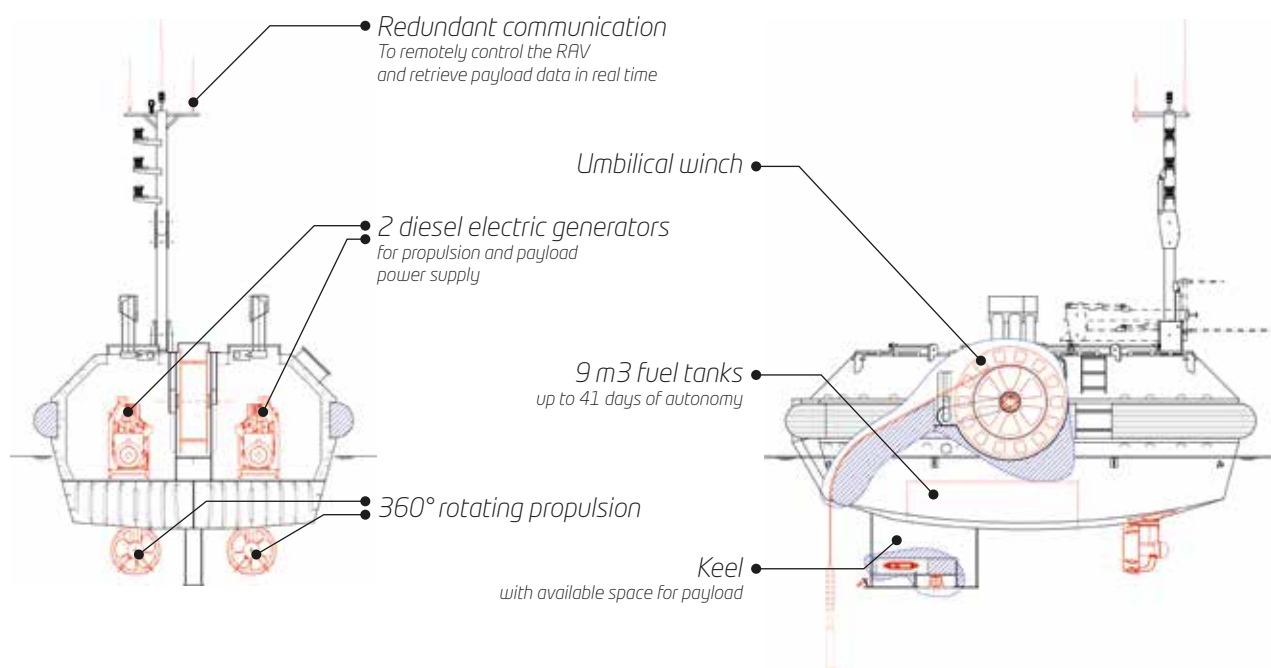 Redundant communication
To remotely control the RAV
and retrieve payload data in real time
2 diesel electric generators
for propulsion and payload
power supply
360° rotating propulsion
Umbilical winch
9 m3 fuel tanks
up to 41 days of autonomy
Keel
with available space for payload